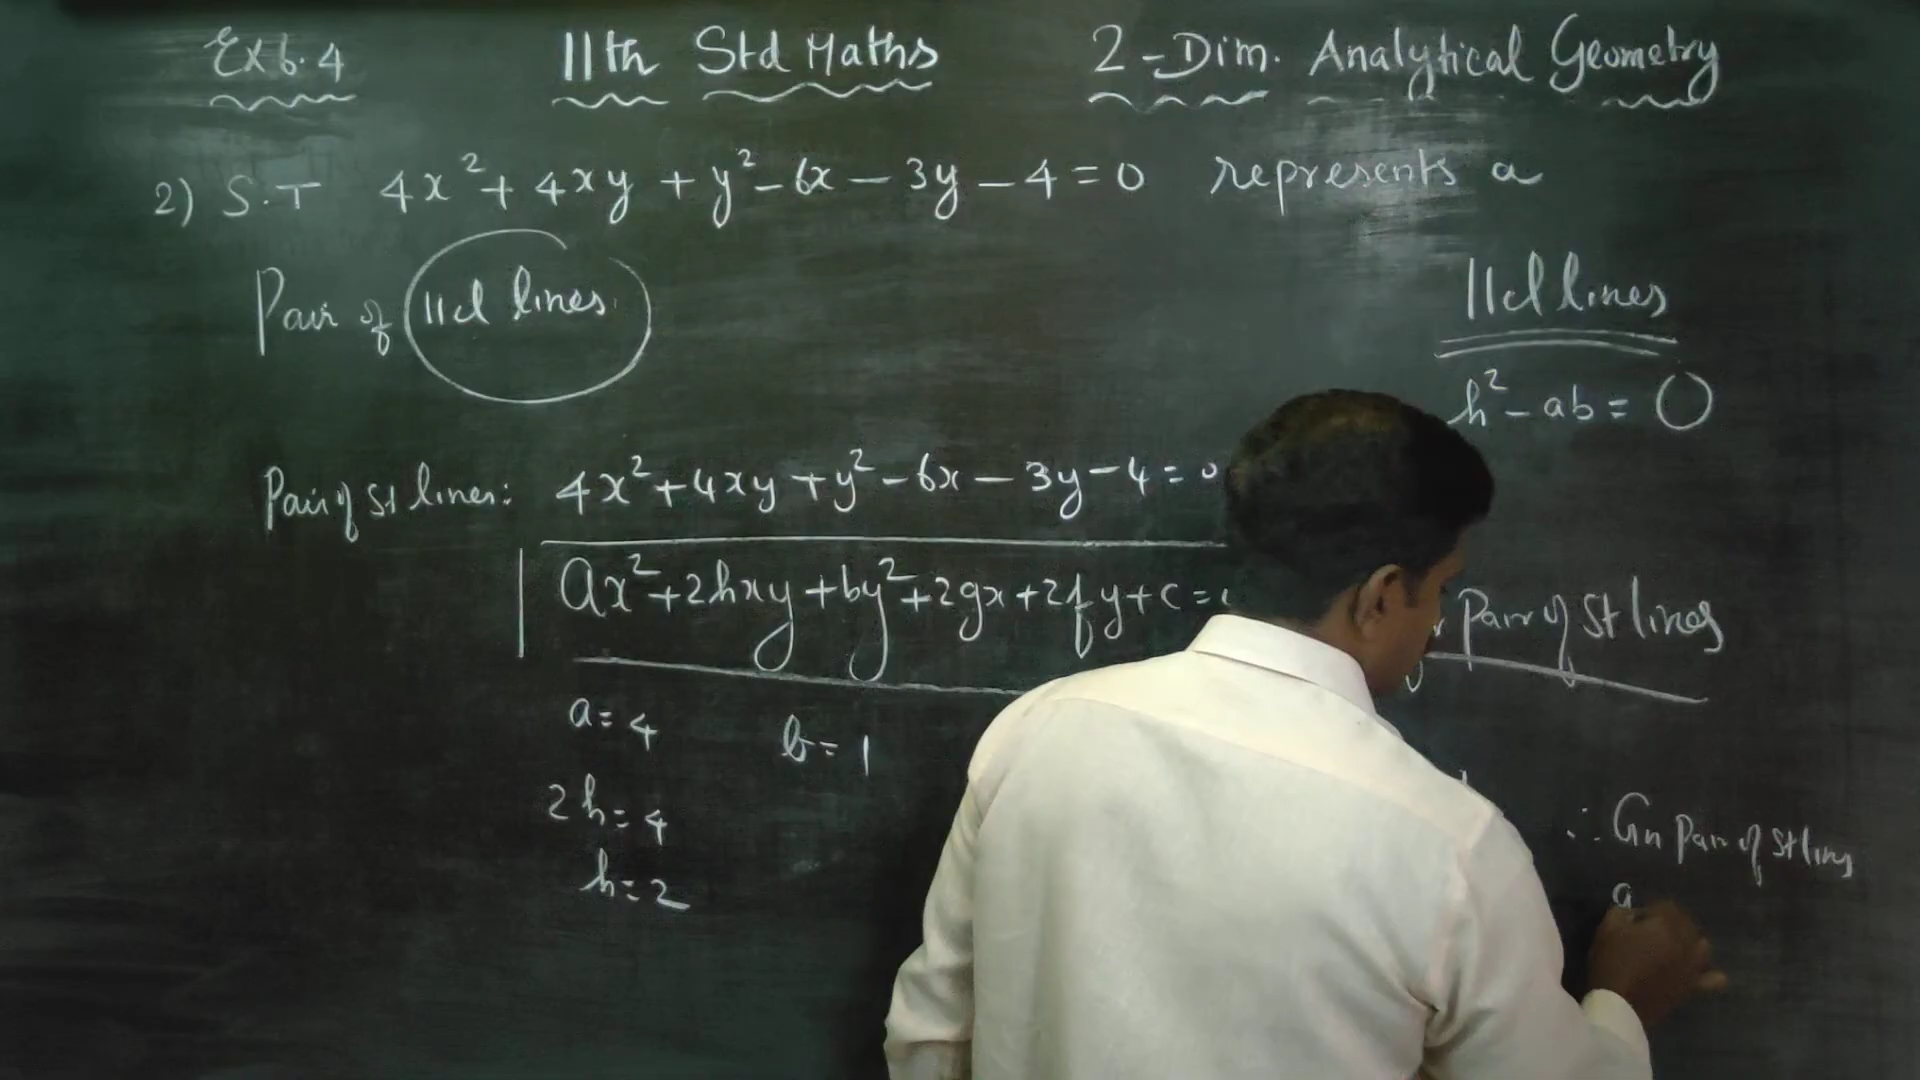 Ex 6.4 11th Std Maths 2-Dim. Analytical Geometry
2) S.T 4x² + 4xy + y² - 6x - 3y - 4 = 0 represents a
Pair of ||el lines.
||el lines
h² - ab = 0
Pair of St lines: 4x² + 4xy + y² - 6x - 3y - 4 = 0
ax² + 2hxy + by² + 2gx + 2fy + c =
Pair of St lines
a = 4 b = 1
2h = 4
h = 2
∴ Gn Pair of St lines
a